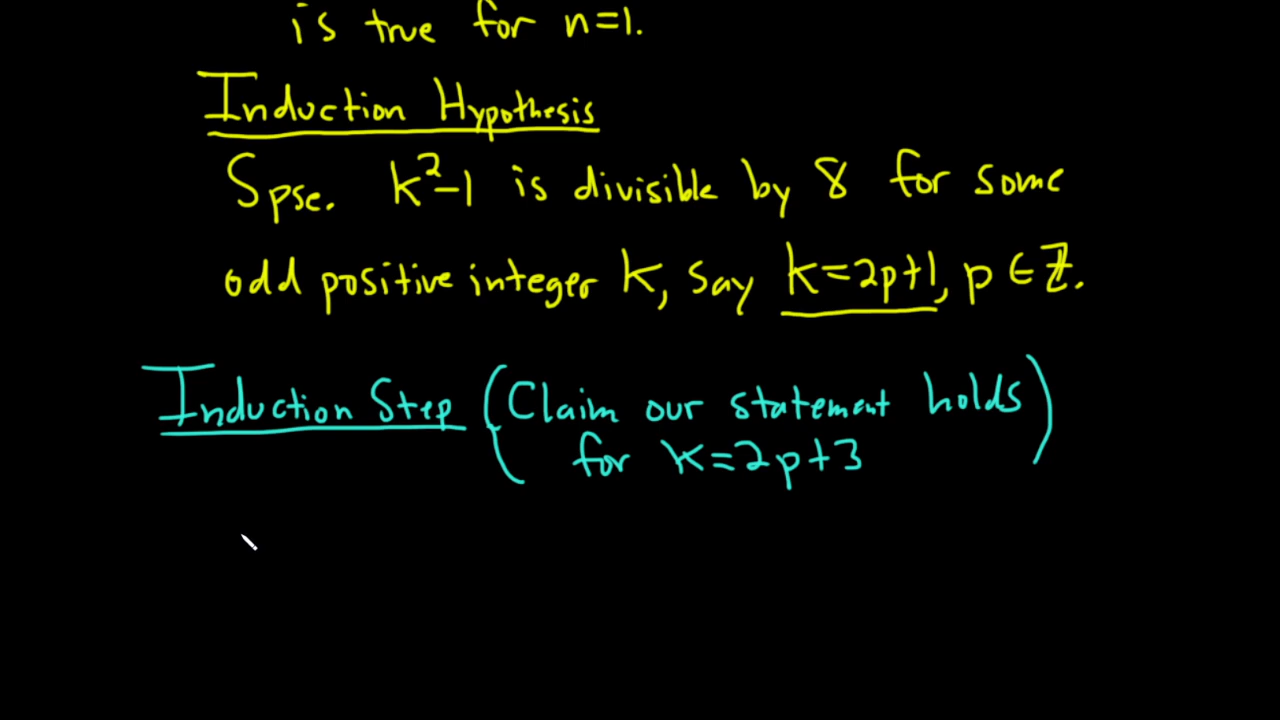 is true for n=1.
Induction Hypothesis
Spse. k²-1 is divisible by 8 for some
odd positive integer k, say k=2p+1, p∈ℤ.
Induction Step (Claim our statement holds
for k=2p+3)